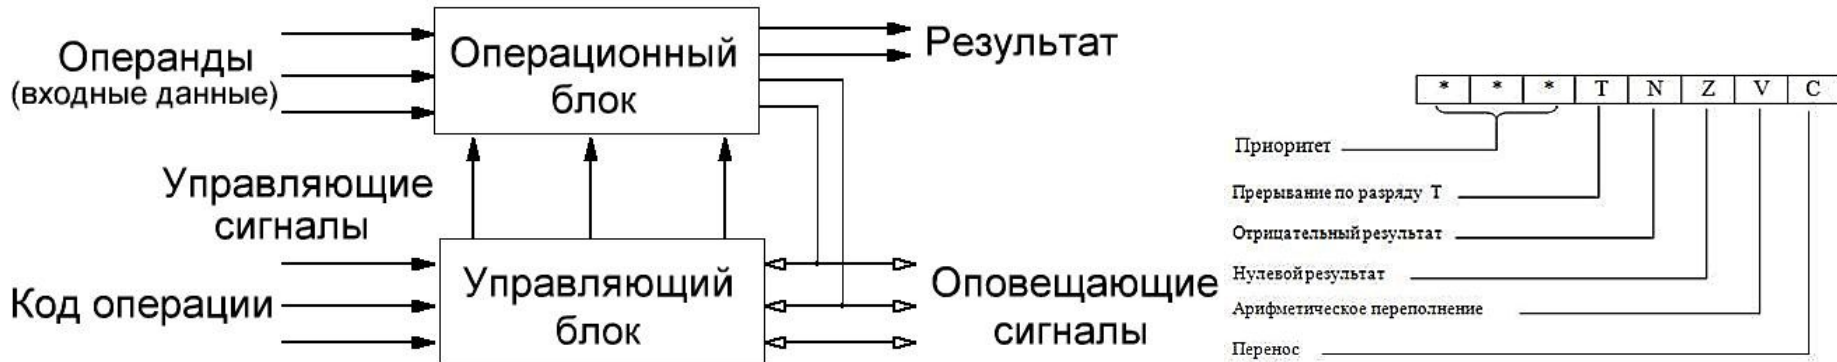 Операнды
(входные данные)
Операционный
блок
Результат
Управляющие
сигналы
Код операции
Управляющий
блок
Оповещающие
сигналы
* * * T N Z V C
Приоритет
Прерывание по разряду T
Отрицательный результат
Нулевой результат
Арифметическое переполнение
Перенос